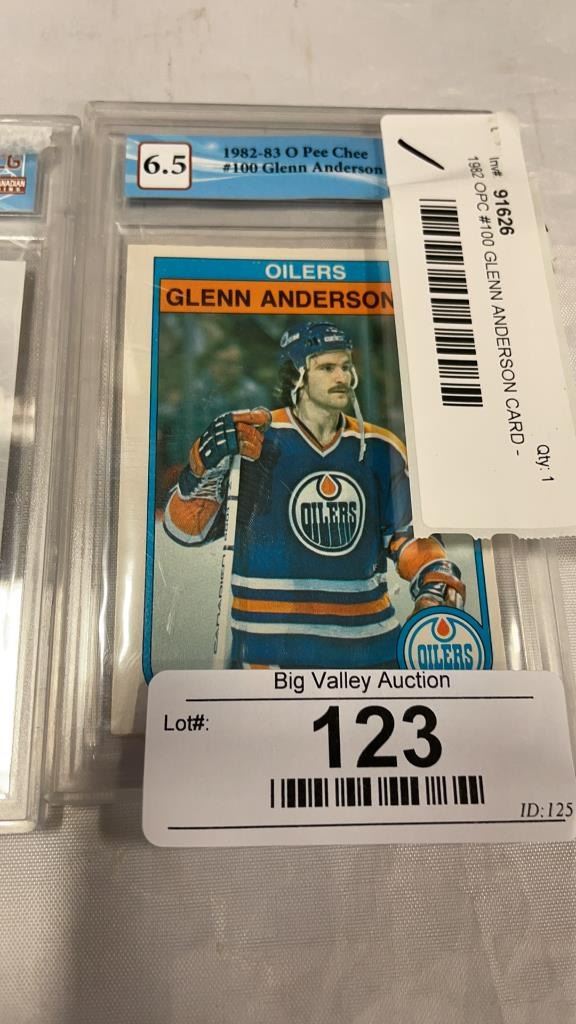 6.5
1982-83 O Pee Chee
#100 Glenn Anderson
Inv# 91626
1982 OPC #100 GLENN ANDERSON CARD -
Qty: 1
OILERS
GLENN ANDERSON
OILERS
CANADIEN
OILERS
Big Valley Auction
Lot#:
123
ID:125